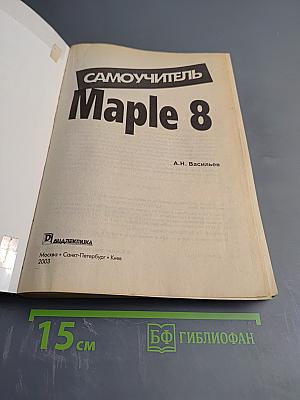 САМОУЧИТЕЛЬ
Maple 8
А.Н. Васильев
ДИАЛЕКТИКА
Москва • Санкт-Петербург • Киев
2003
15 см
БФ ГИБЛИОФАН